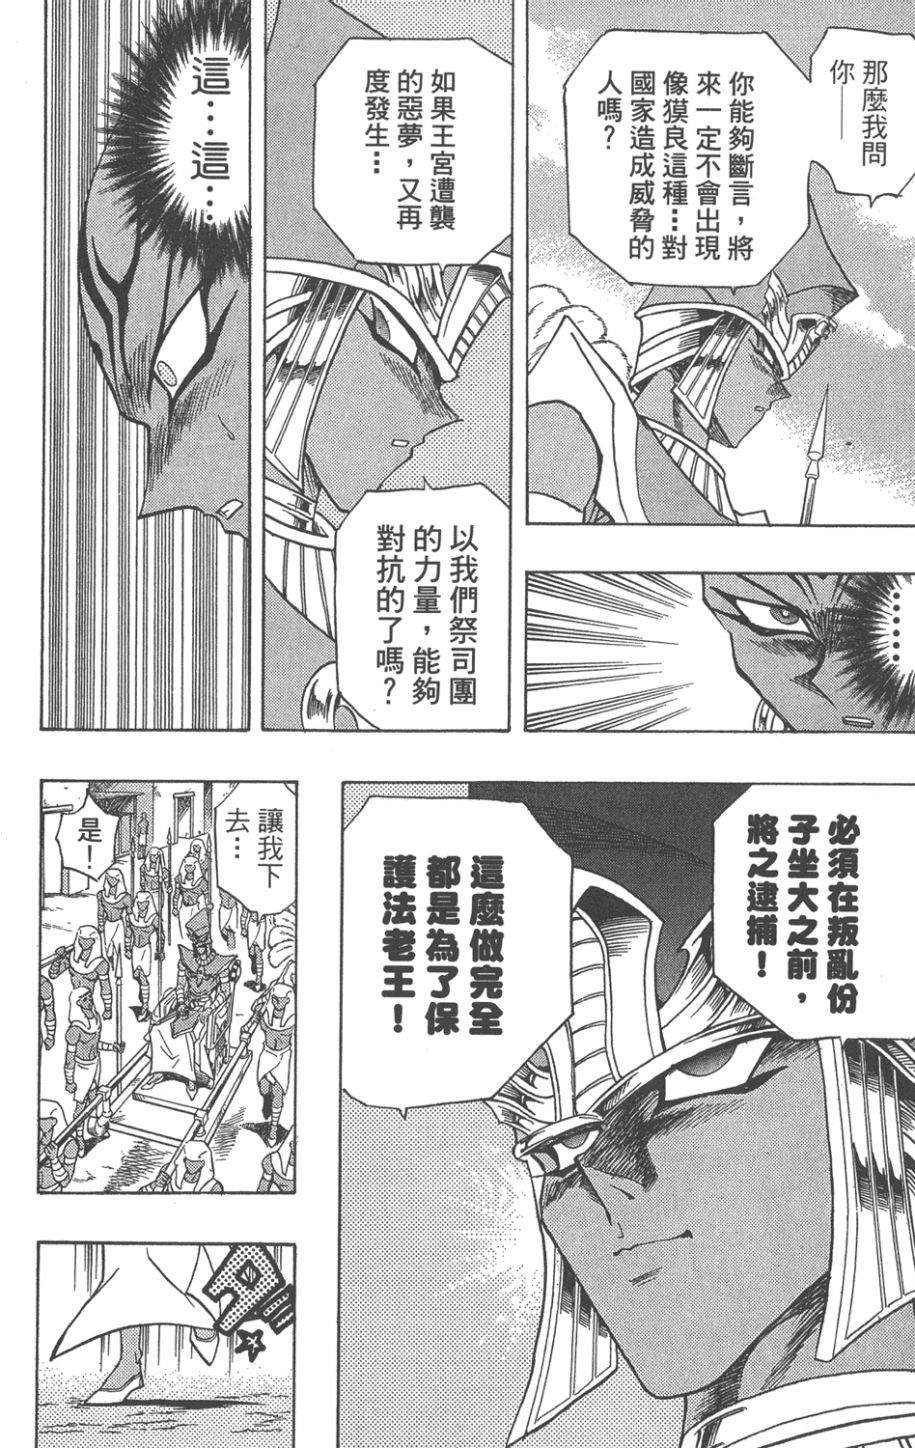 那麼我問
你——
你能夠斷言，將
來一定不會出現
像獏良這種…對
國家造成威脅的
人嗎？
如果王宮遭襲
的惡夢，又再
度發生…
以我們祭司團
的力量，能夠
對抗的了嗎？
這…這…
……
必須在叛亂份
子坐大之前，
將之逮捕！
這麼做完全
都是為了保
護法老王！
讓我下
去…
是！